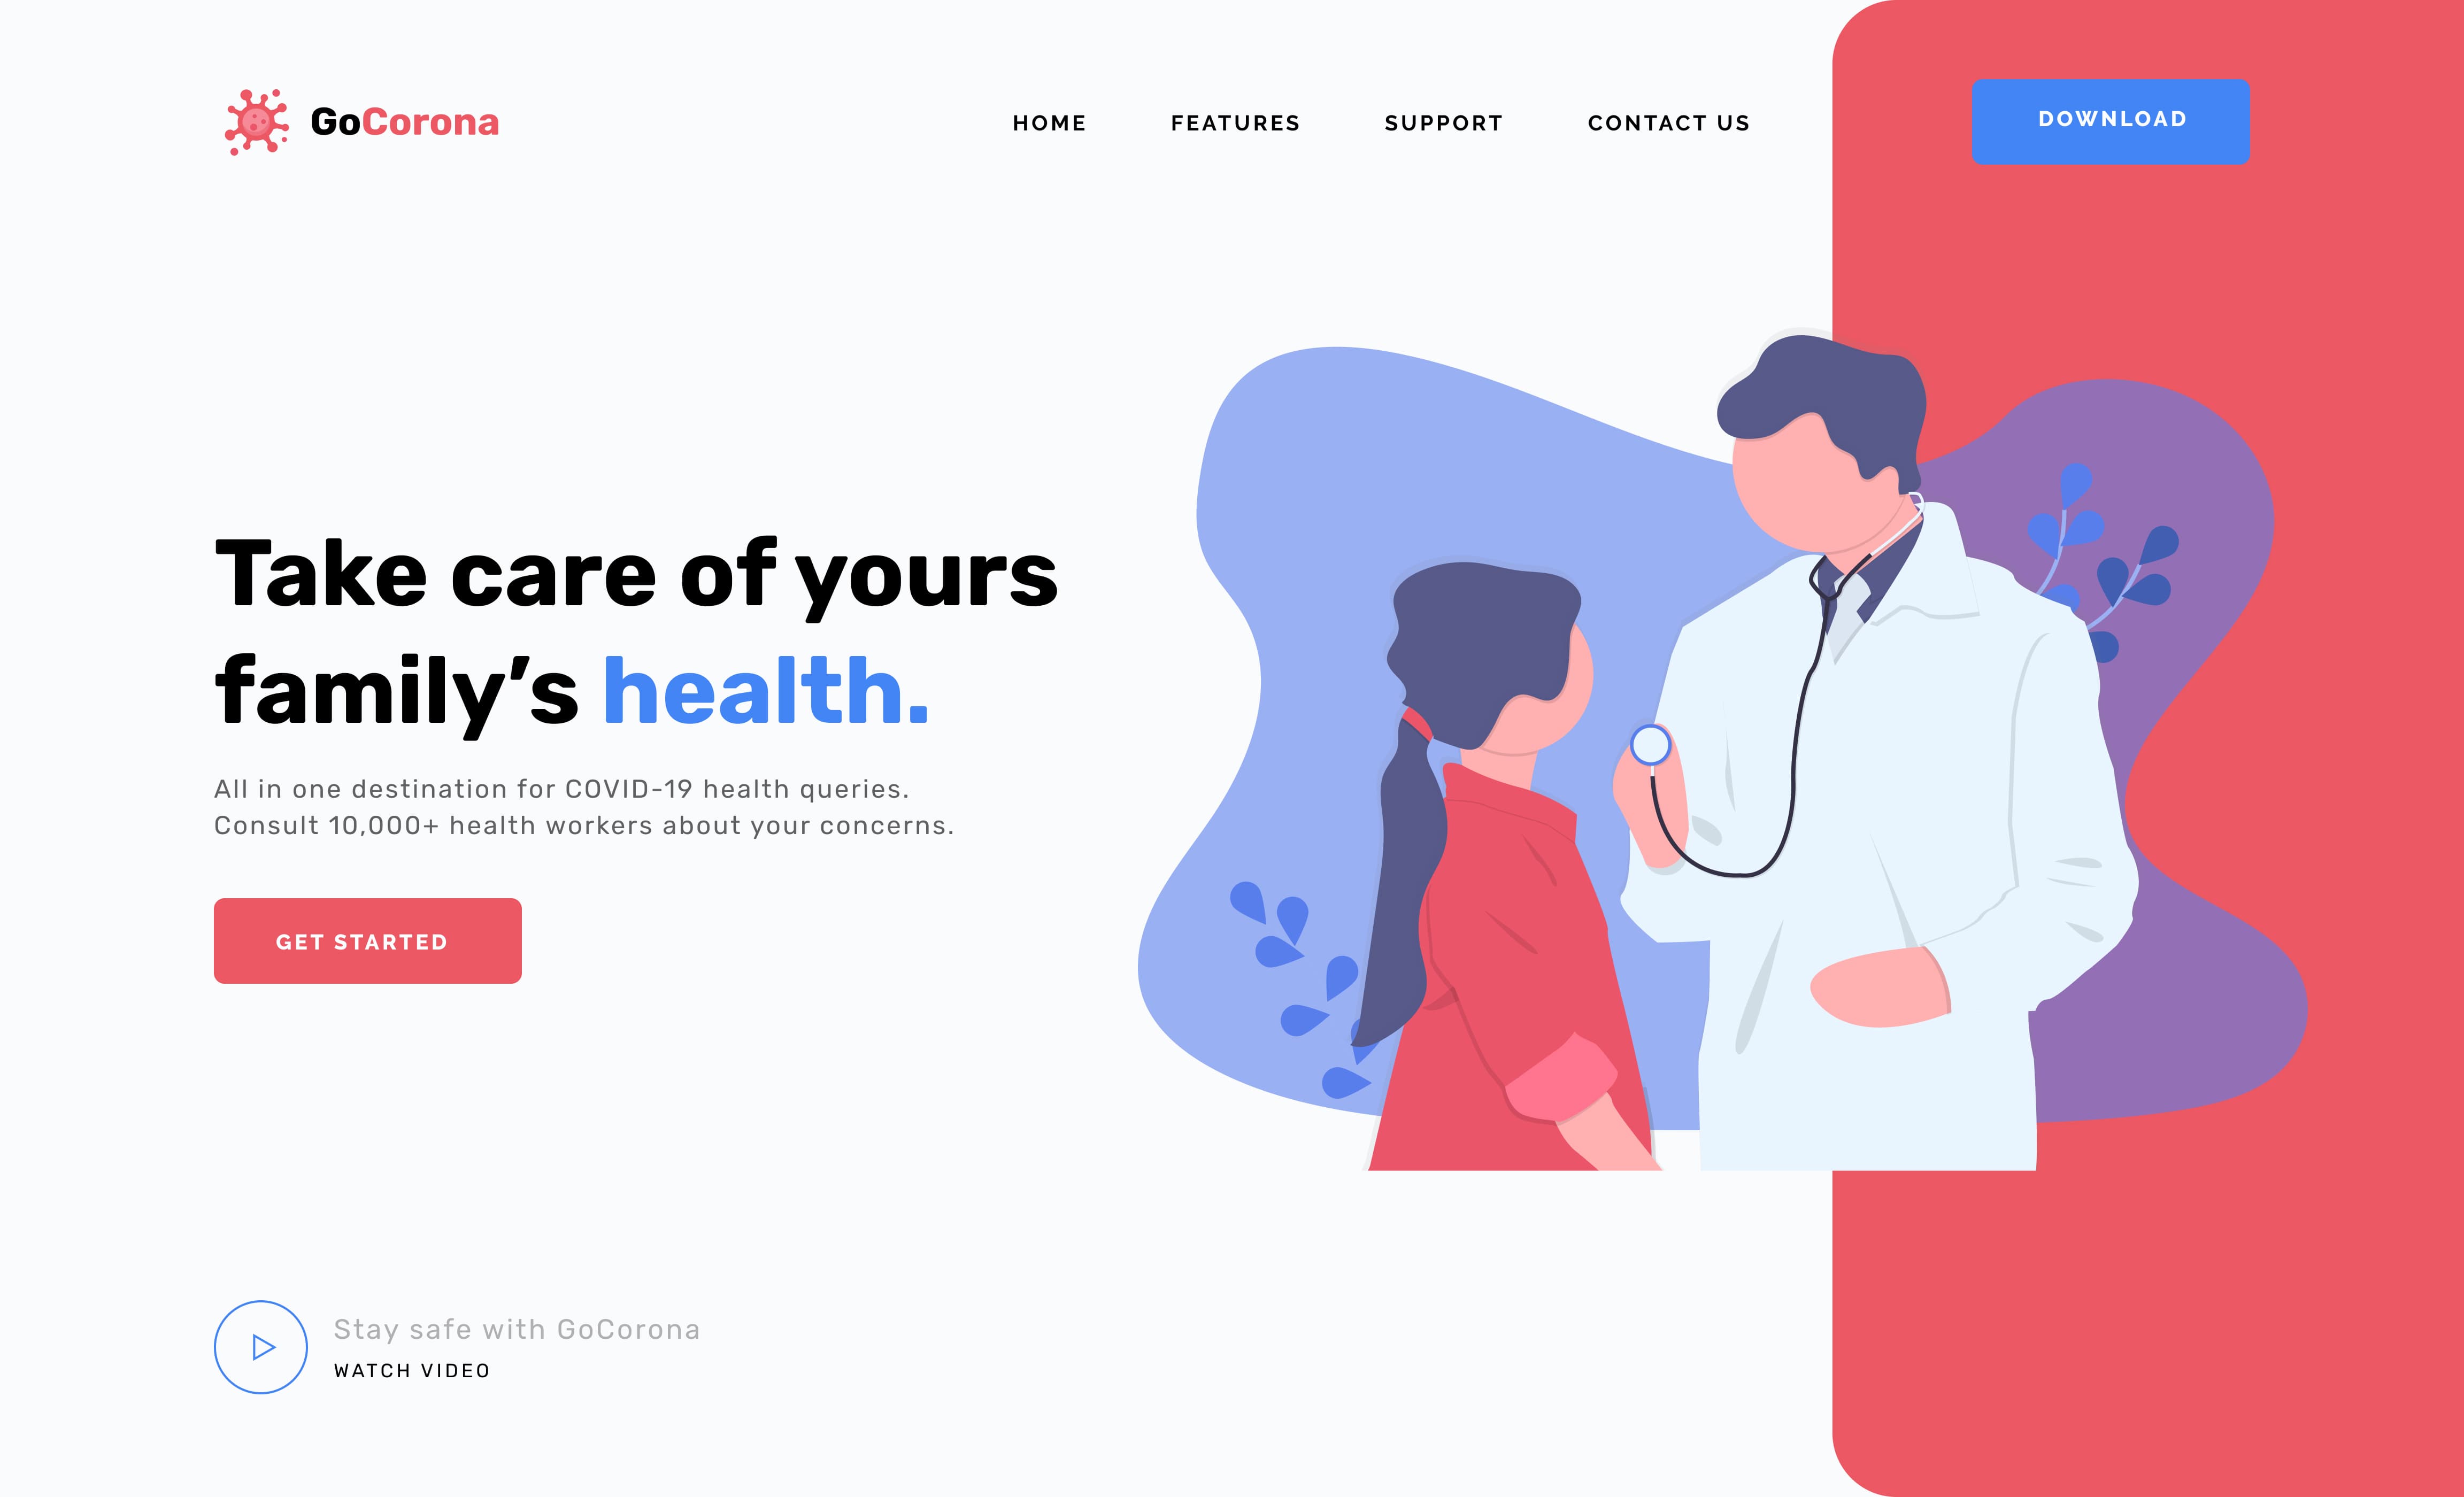 GoCorona
HOME FEATURES SUPPORT CONTACT US
DOWNLOAD
Take care of yours
family’s health.
All in one destination for COVID-19 health queries.
Consult 10,000+ health workers about your concerns.
GET STARTED
Stay safe with GoCorona
WATCH VIDEO